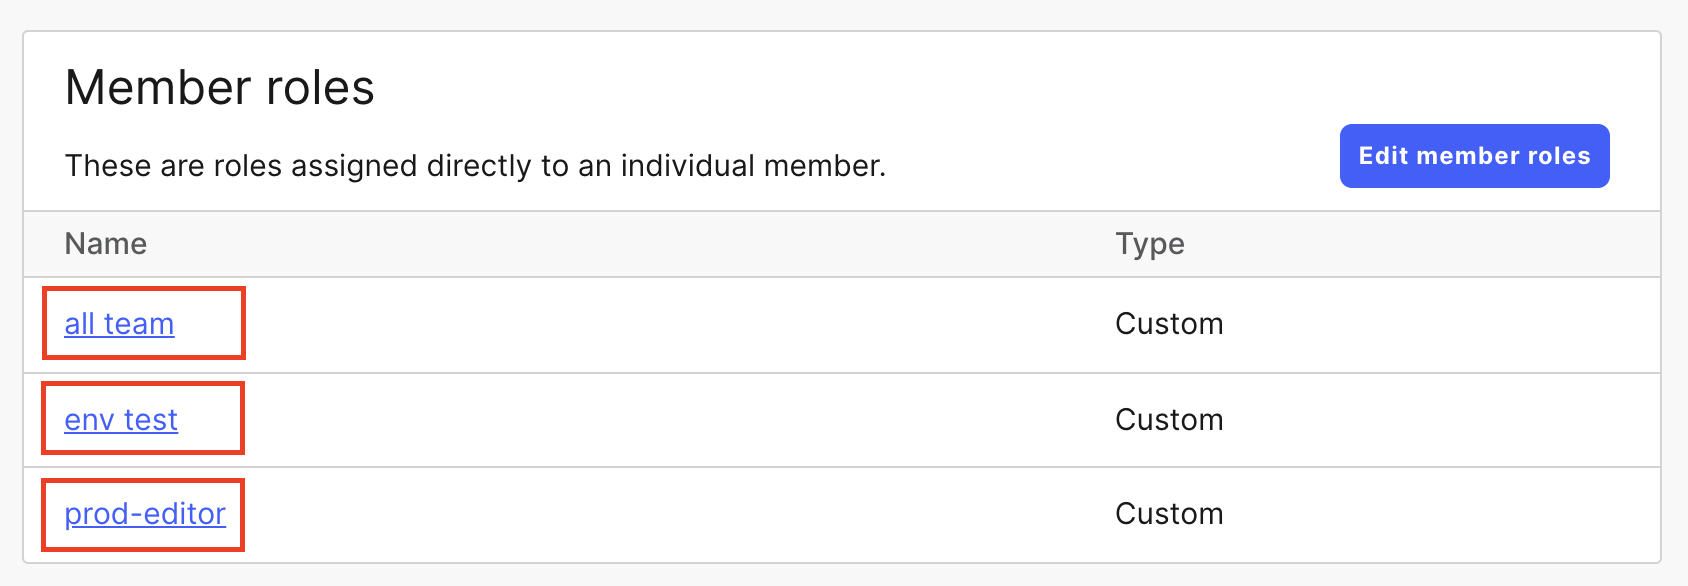 Member roles
These are roles assigned directly to an individual member.
Edit member roles
Name Type
all team Custom
env test Custom
prod-editor Custom